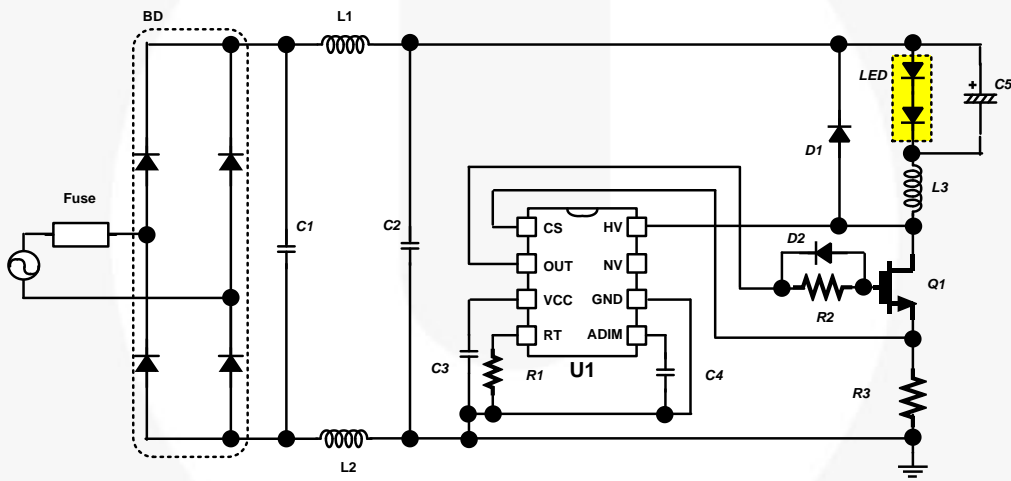 BD
L1
LED
+
C5
D1
L3
Fuse
C1
C2
CS
HV
D2
OUT
NV
Q1
R2
VCC
GND
RT
ADIM
C3
R1
U1
C4
R3
L2